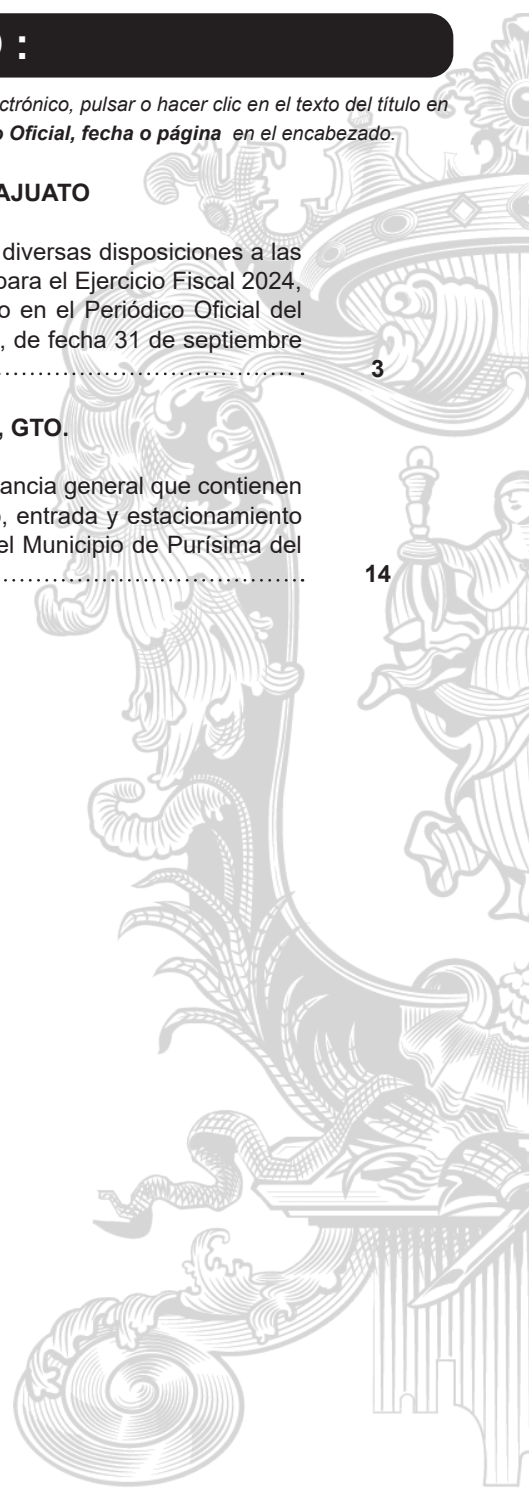 O :
ctrónico, pulsar o hacer clic en el texto del título en
o Oficial, fecha o página en el encabezado.
AJUATO
diversas disposiciones a las
para el Ejercicio Fiscal 2024,
o en el Periódico Oficial del
, de fecha 31 de septiembre
................................................ 3
, GTO.
ancia general que contienen
o, entrada y estacionamiento
el Municipio de Purísima del
................................................ 14